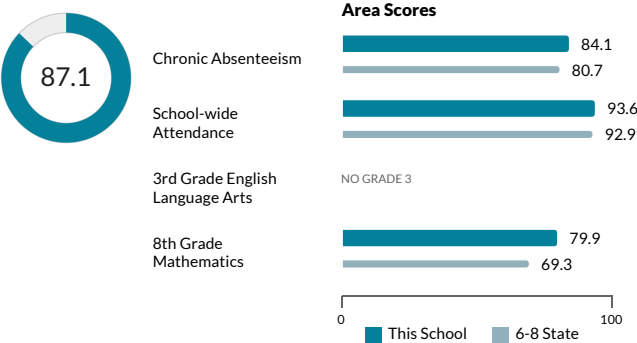 Area Scores
87.1
Chronic Absenteeism
84.1
80.7
School-wide
Attendance
93.6
92.9
3rd Grade English
Language Arts
NO GRADE 3
8th Grade
Mathematics
79.9
69.3
0
100
This School
6-8 State